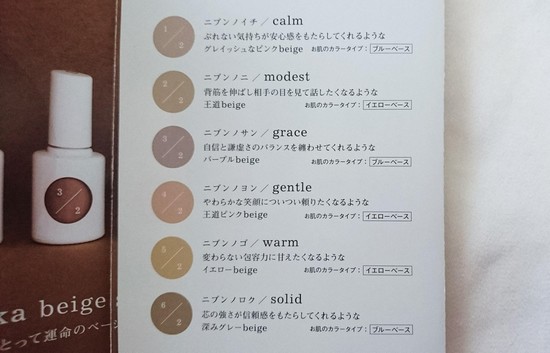 1/2
ニブンノイチ / calm
ぶれない気持ちが安心感をもたらしてくれるような
グレイッシュなピンクbeige お肌のカラータイプ: ブルーベース
2/2
ニブンノニ / modest
背筋を伸ばし相手の目を見て話したくなるような
王道beige お肌のカラータイプ: イエローベース
3/2
ニブンノサン / grace
自信と謙虚さのバランスを纏わせてくれるような
パープルbeige お肌のカラータイプ: ブルーベース
4/2
ニブンノヨン / gentle
やわらかな笑顔についつい頼りたくなるような
王道ピンクbeige お肌のカラータイプ: イエローベース
5/2
ニブンノゴ / warm
変わらない包容力に甘えたくなるような
イエローbeige お肌のカラータイプ: イエローベース
6/2
ニブンノロク / solid
芯の強さが信頼感をもたらしてくれるような
深みグレーbeige お肌のカラータイプ: ブルーベース
3/2
ka beige
とって運命のベー